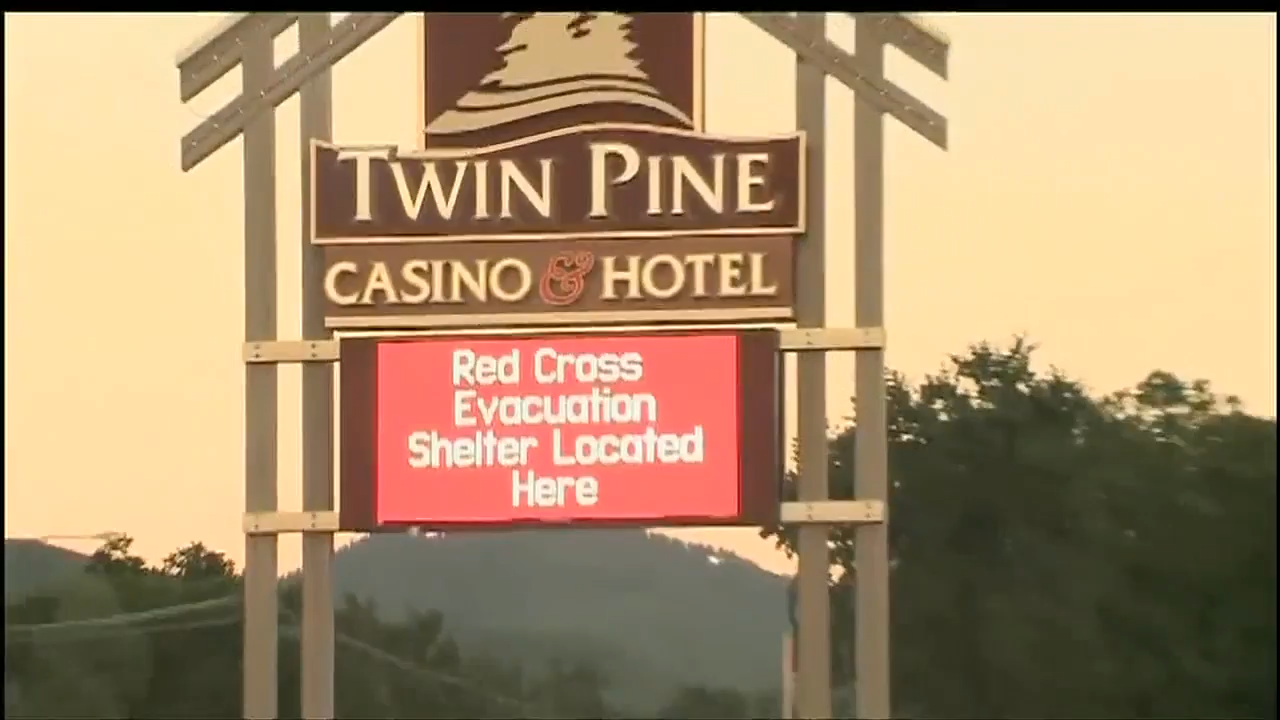 TWIN PINE
CASINO & HOTEL
Red Cross
Evacuation
Shelter Located
Here